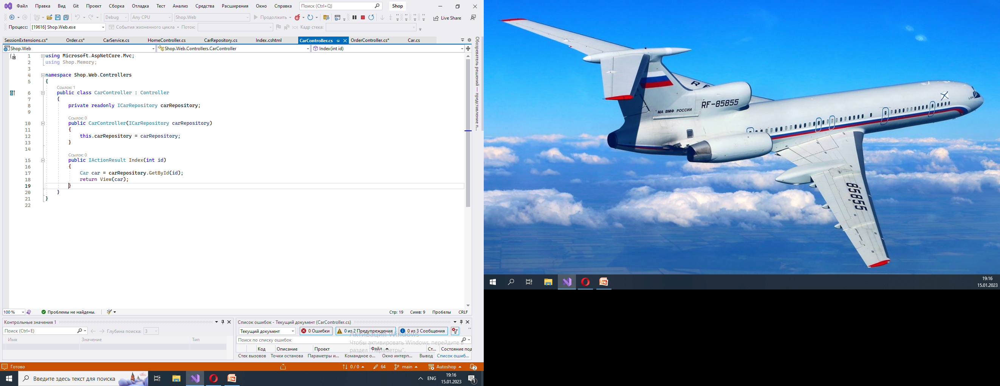 Файл Правка Вид Git Проект Сборка Отладка Тест Анализ Средства Расширения Окно Справка Поиск (Ctrl+Q) Shop
Debug Any CPU Shop.Web Продолжить Live Share
Процесс: [19616] Shop.Web.exe События жизненного цикла Поток: Кадр стека:
SessionExtensions.cs* Order.cs* CarService.cs HomeController.cs CarRepository.cs Index.cshtml CarController.cs OrderController.cs* Car.cs
Shop.Web Shop.Web.Controllers.CarController Index(int id)
Обозреватель решений — представление п...
1 using Microsoft.AspNetCore.Mvc;
2 using Shop.Memory;
3
4 namespace Shop.Web.Controllers
5 {
Ссылок: 1
6 public class CarController : Controller
7 {
8 private readonly ICarRepository carRepository;
9
Ссылок: 0
10 public CarController(ICarRepository carRepository)
11 {
12 this.carRepository = carRepository;
13 }
14
Ссылок: 0
15 public IActionResult Index(int id)
16 {
17 Car car = carRepository.GetById(id);
18 return View(car);
19 }
20 }
21 }
22
100 % Проблемы не найдены. Стр: 19 Симв: 9 Пробелы CRLF
Контрольные значения 1
Поиск (Ctrl+E) Глубина поиска: 3
Имя Значение Тип
Список ошибок - Текущий документ (CarController.cs)
Текущий документ 0 Ошибки 0 из 2 Предупреждения 0 из 3 Сообщения
Поиск по списку ошибок
Код Описание Проект Файл Ст... Состояние под
Стек вызовов Точки останова Параметры и... Командное о... Окно интерп... Вывод Список ошиб...
Активация Windows
Чтобы активировать Windows, перейдите в
раздел "Параметры".
Готово 0 / 0 64 main Autoshop 2
Введите здесь текст для поиска ENG 19:16
15.01.2023 1
RF-85855
МА ВМФ РОССИИ
85855
19:16
15.01.2023